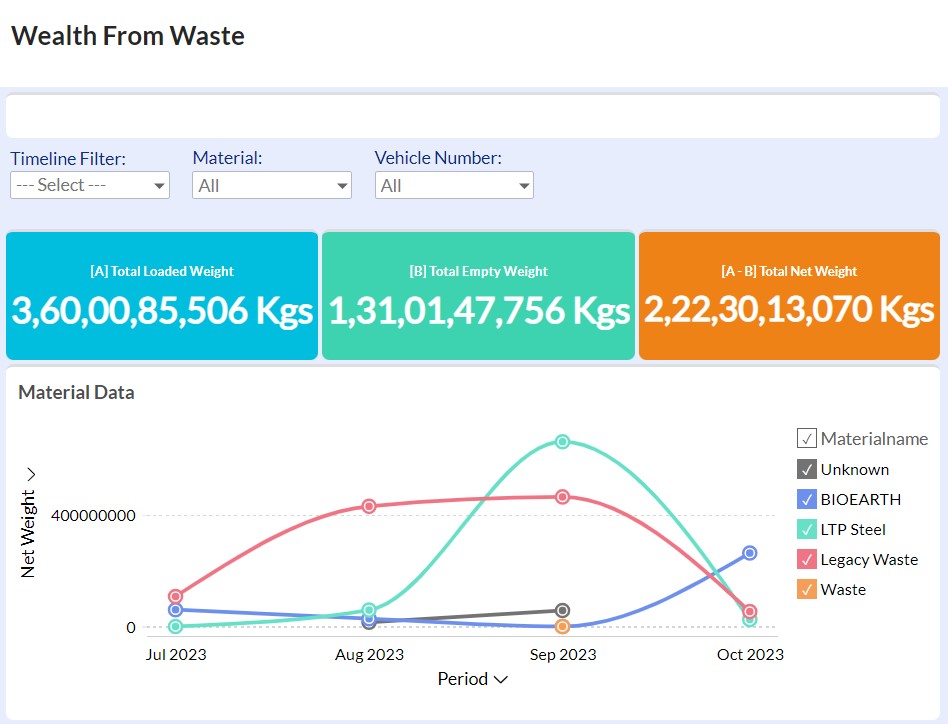 Wealth From Waste
Timeline Filter: Material: Vehicle Number:
--- Select --- All All
[A] Total Loaded Weight [B] Total Empty Weight [A - B] Total Net Weight
3,60,00,85,506 Kgs 1,31,01,47,756 Kgs 2,22,30,13,070 Kgs
Material Data
Materialname
Unknown
BIOEARTH
LTP Steel
Legacy Waste
Waste
Net Weight
400000000
0
Jul 2023 Aug 2023 Sep 2023 Oct 2023
Period